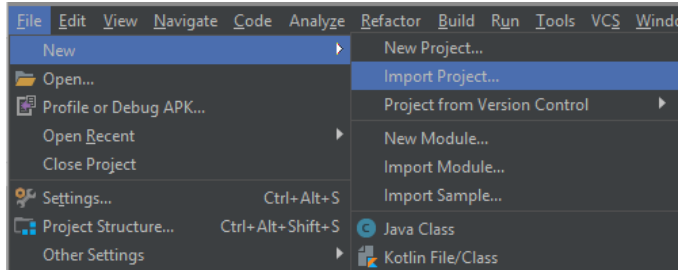 File Edit View Navigate Code Analyze Refactor Build Run Tools VCS
New
Open...
Profile or Debug APK...
Open Recent
Close Project
Settings... Ctrl+Alt+S
Project Structure... Ctrl+Alt+Shift+S
Other Settings
New Project...
Import Project...
Project from Version Control
New Module...
Import Module...
Import Sample...
C Java Class
Kotlin File/Class